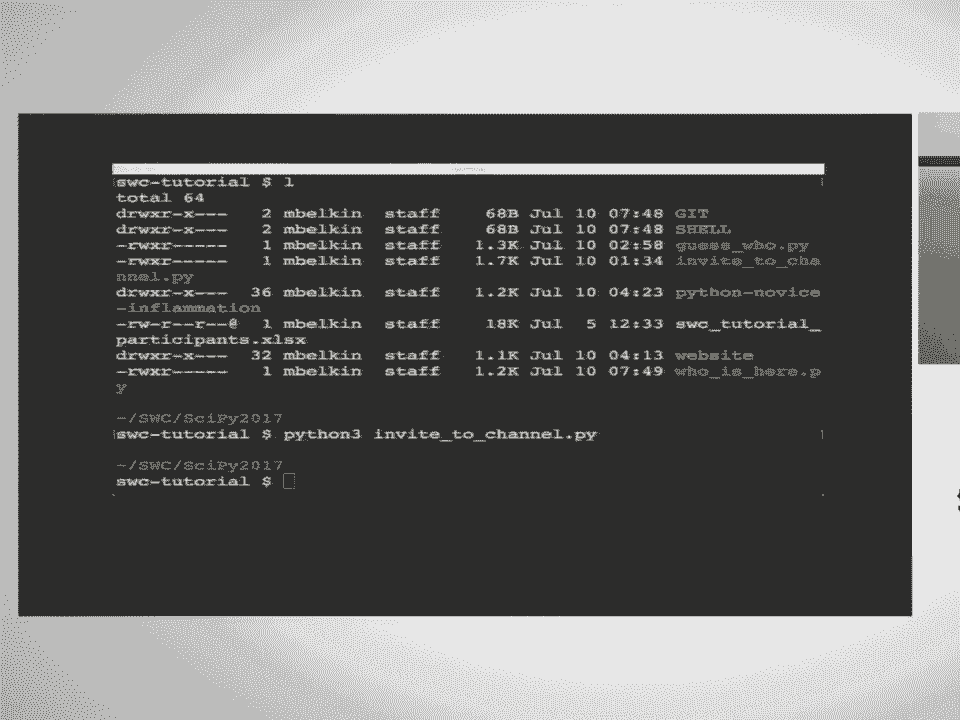 swc-tutorial $ l
total 64
drwxr-x--- 2 mbelkin staff 68B Jul 10 07:48 GIT
drwxr-x--- 2 mbelkin staff 68B Jul 10 07:48 SHELL
-rwxr----- 1 mbelkin staff 1.3K Jul 10 02:58 guess_who.py
-rwxr----- 1 mbelkin staff 1.7K Jul 10 01:34 invite_to_cha
nnel.py
drwxr-x--- 36 mbelkin staff 1.2K Jul 10 04:23 python-novice
-inflammation
-rw-r--r--@ 1 mbelkin staff 18K Jul 5 12:33 swc_tutorial_
participants.xlsx
drwxr-x--- 32 mbelkin staff 1.1K Jul 10 04:13 website
-rwxr----- 1 mbelkin staff 1.2K Jul 10 07:49 who_is_here.p
y
~/SWC/SciPy2017
swc-tutorial $ python3 invite_to_channel.py
~/SWC/SciPy2017
swc-tutorial $